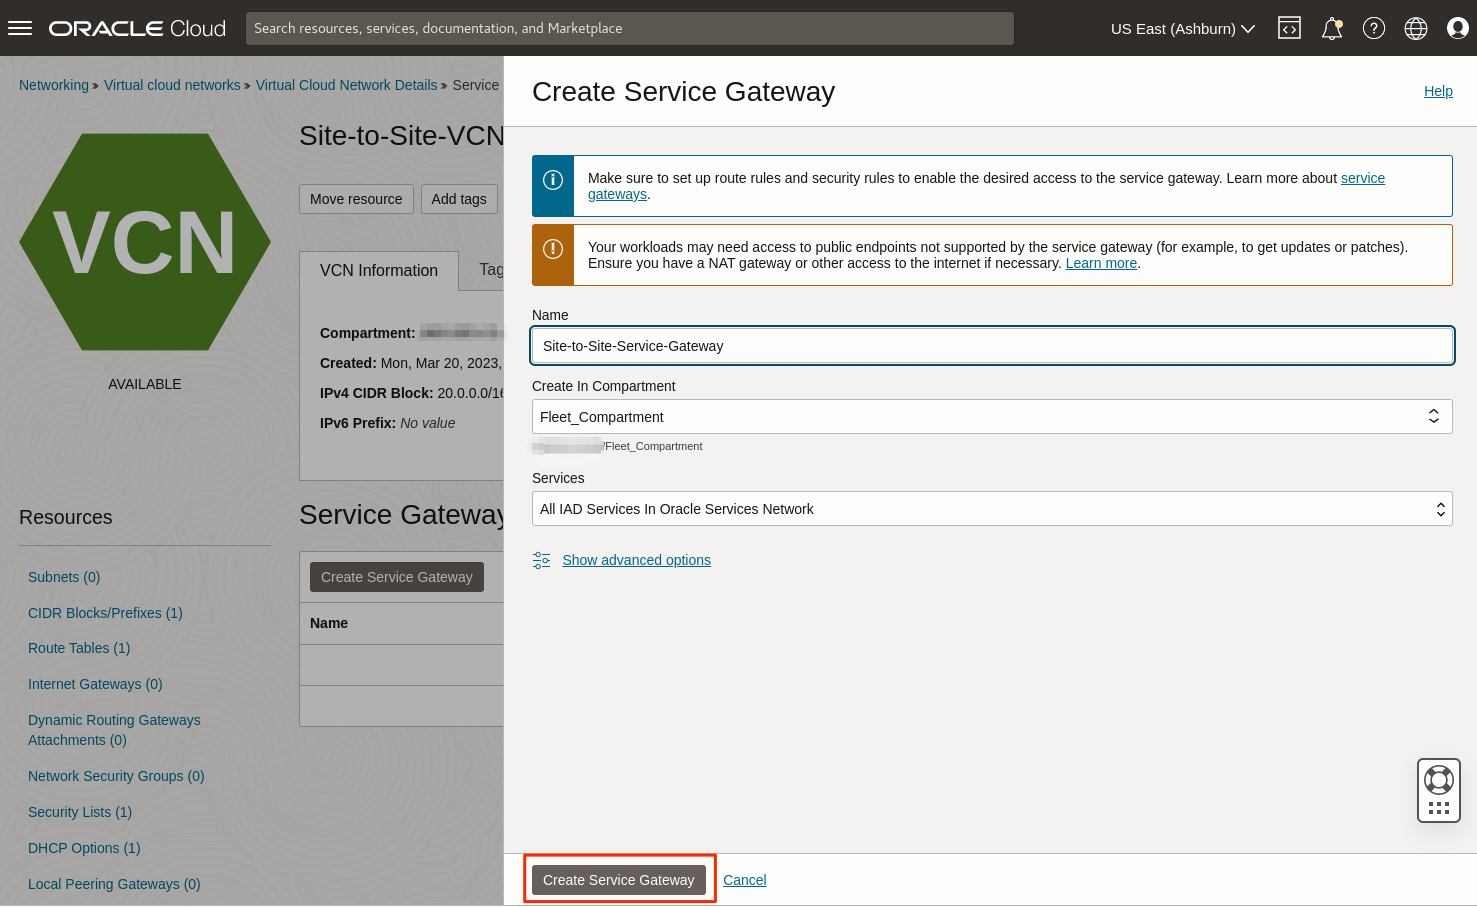 ORACLE Cloud
Search resources, services, documentation, and Marketplace
US East (Ashburn)
Networking » Virtual cloud networks » Virtual Cloud Network Details » Service
VCN
AVAILABLE
Site-to-Site-VCN
Move resource
Add tags
VCN Information
Tag
Compartment:
Created: Mon, Mar 20, 2023,
IPv4 CIDR Block: 20.0.0.0/16
IPv6 Prefix: No value
Resources
Subnets (0)
CIDR Blocks/Prefixes (1)
Route Tables (1)
Internet Gateways (0)
Dynamic Routing Gateways
Attachments (0)
Network Security Groups (0)
Security Lists (1)
DHCP Options (1)
Local Peering Gateways (0)
Service Gateway
Create Service Gateway
Name
Create Service Gateway
Help
Make sure to set up route rules and security rules to enable the desired access to the service gateway. Learn more about service
gateways.
Your workloads may need access to public endpoints not supported by the service gateway (for example, to get updates or patches).
Ensure you have a NAT gateway or other access to the internet if necessary. Learn more.
Name
Site-to-Site-Service-Gateway
Create In Compartment
Fleet_Compartment
/Fleet_Compartment
Services
All IAD Services In Oracle Services Network
Show advanced options
Create Service Gateway
Cancel